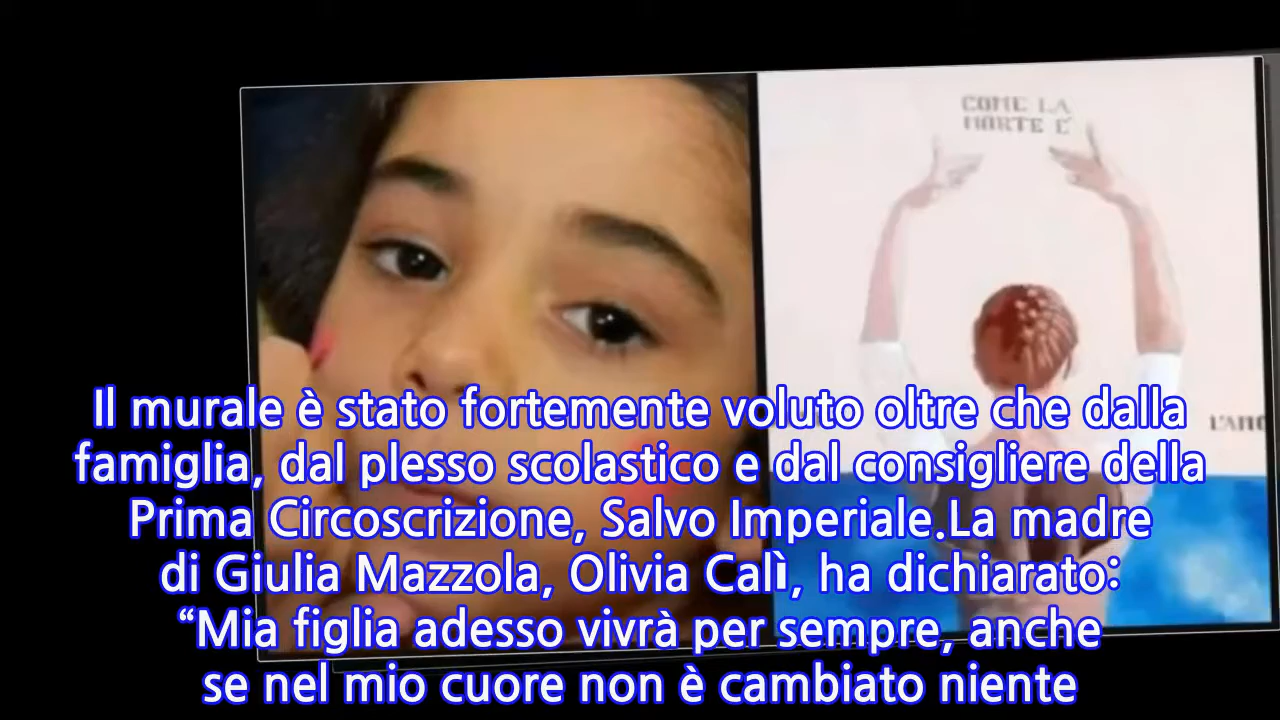 COME LA
MORTE È
L'AMO
Il murale è stato fortemente voluto oltre che dalla
famiglia, dal plesso scolastico e dal consigliere della
Prima Circoscrizione, Salvo Imperiale.La madre
di Giulia Mazzola, Olivia Calì, ha dichiarato:
“Mia figlia adesso vivrà per sempre, anche
se nel mio cuore non è cambiato niente